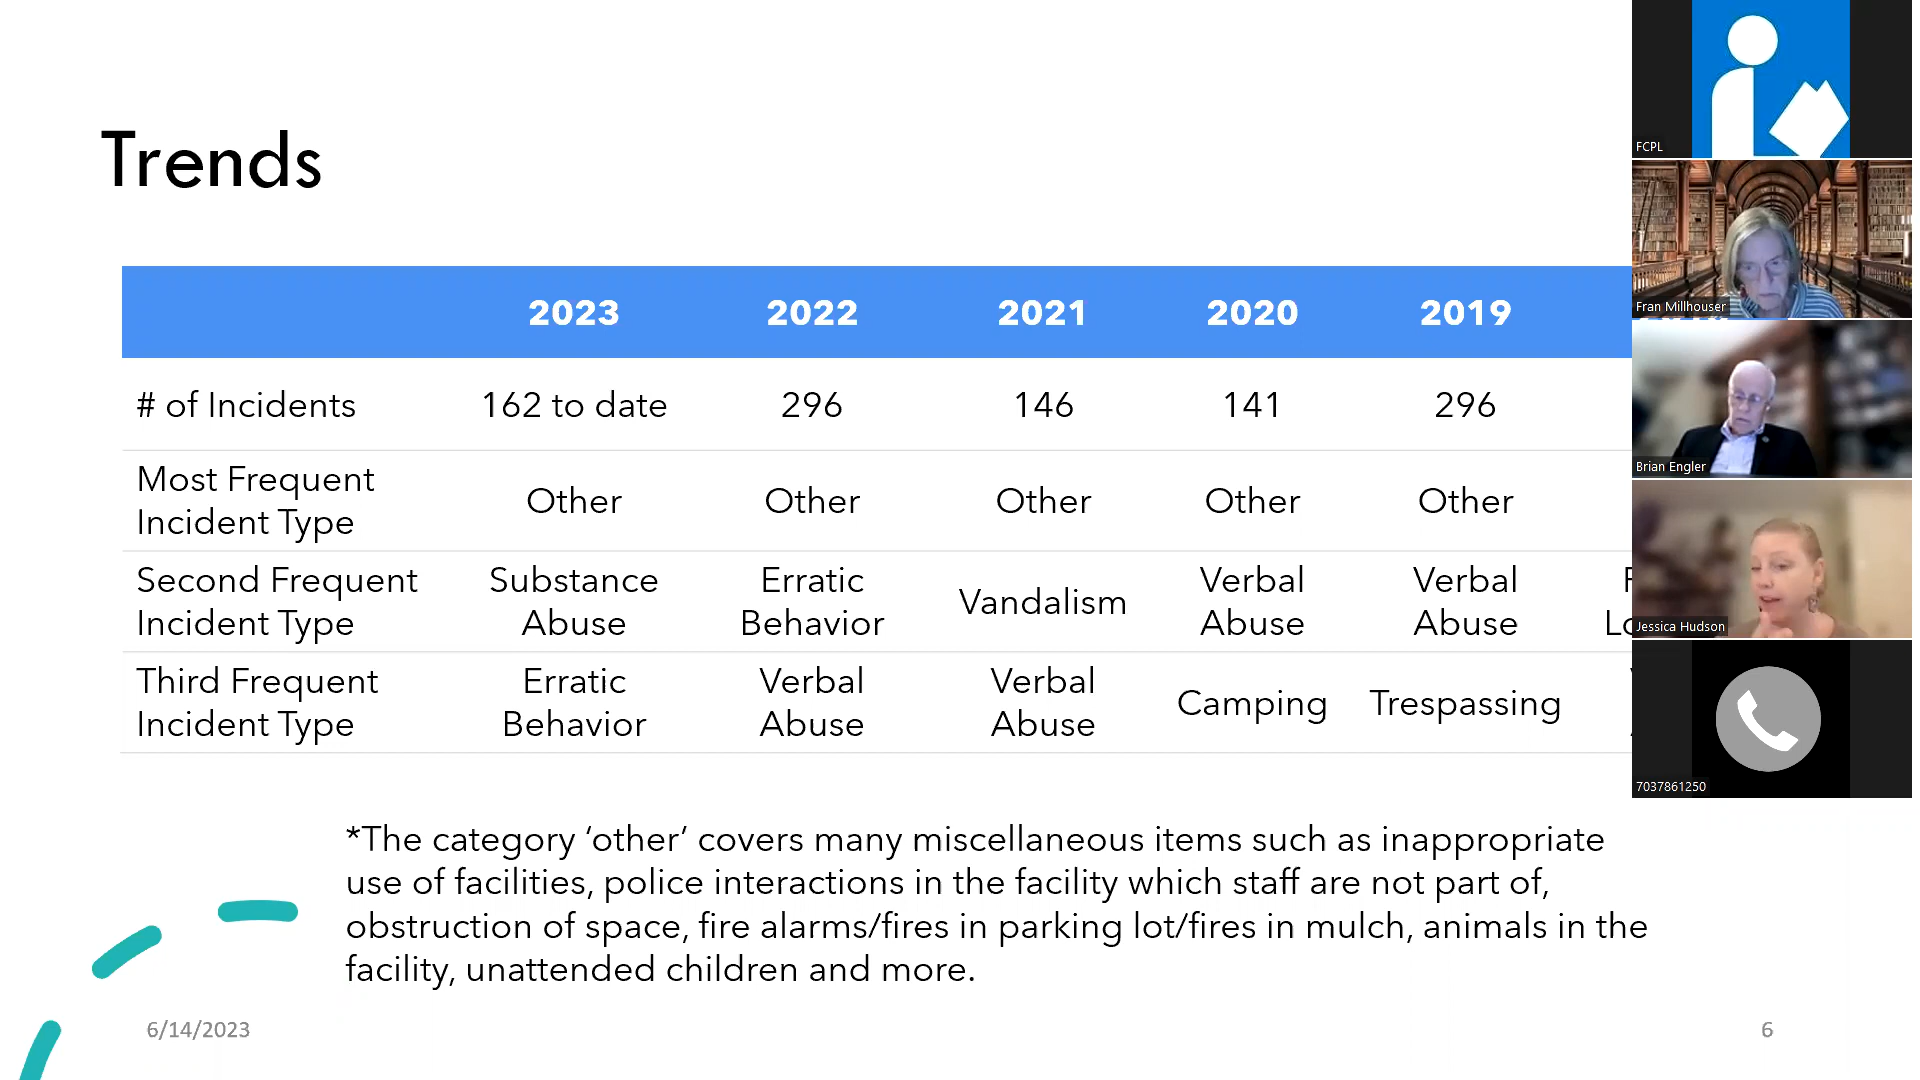 Trends
2023 2022 2021 2020 2019
# of Incidents 162 to date 296 146 141 296
Most Frequent
Incident Type
Other Other Other Other Other
Second Frequent
Incident Type
Substance
Abuse
Erratic
Behavior
Vandalism
Verbal
Abuse
Verbal
Abuse
Third Frequent
Incident Type
Erratic
Behavior
Verbal
Abuse
Verbal
Abuse
Camping
Trespassing
*The category ‘other’ covers many miscellaneous items such as inappropriate
use of facilities, police interactions in the facility which staff are not part of,
obstruction of space, fire alarms/fires in parking lot/fires in mulch, animals in the
facility, unattended children and more.
6/14/2023
6
FCPL
Fran Millhouser
Brian Engler
Jessica Hudson
7037861250